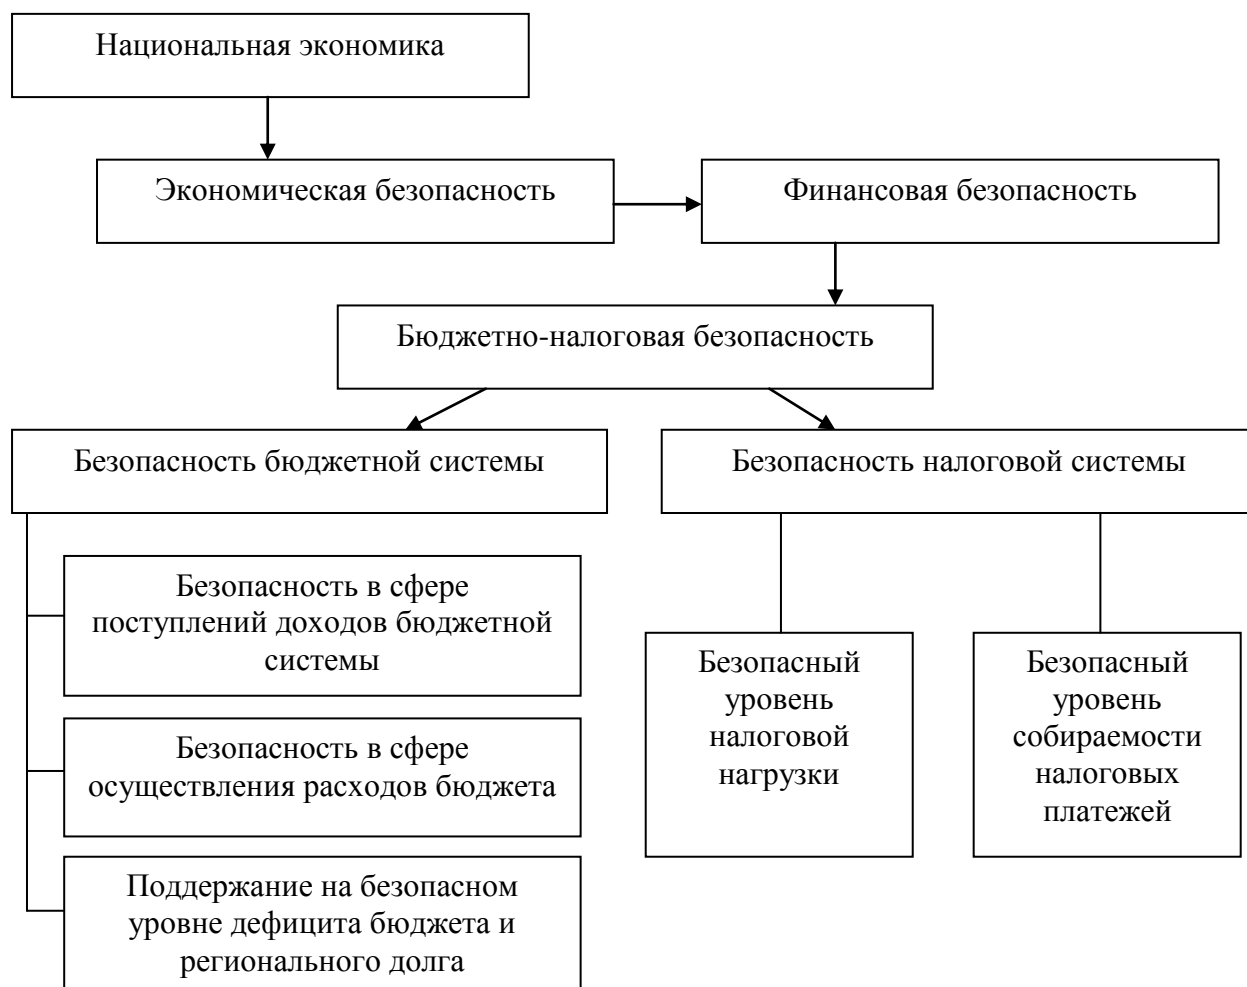 Национальная экономика
Экономическая безопасность
Финансовая безопасность
Бюджетно-налоговая безопасность
Безопасность бюджетной системы
Безопасность налоговой системы
Безопасность в сфере
поступлений доходов бюджетной
системы
Безопасность в сфере
осуществления расходов бюджета
Поддержание на безопасном
уровне дефицита бюджета и
регионального долга
Безопасный
уровень
налоговой
нагрузки
Безопасный
уровень
собираемости
налоговых
платежей